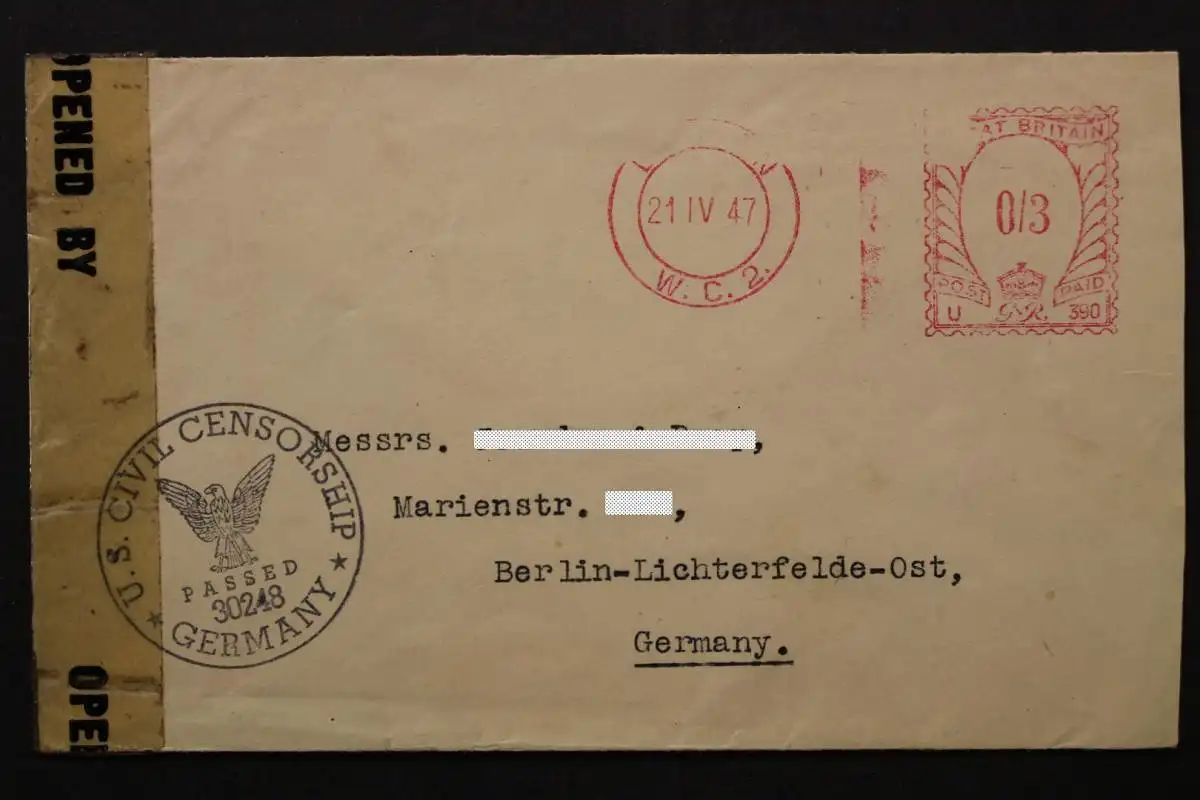 OPENED BY
OPE
21 IV 47
W. C. 2.
BRITAIN
0/3
POST PAID
U G.R. 390
U.S. CIVIL CENSORSHIP
PASSED
30248
GERMANY
Messrs. ,
Marienstr. ,
Berlin-Lichterfelde-Ost,
Germany.